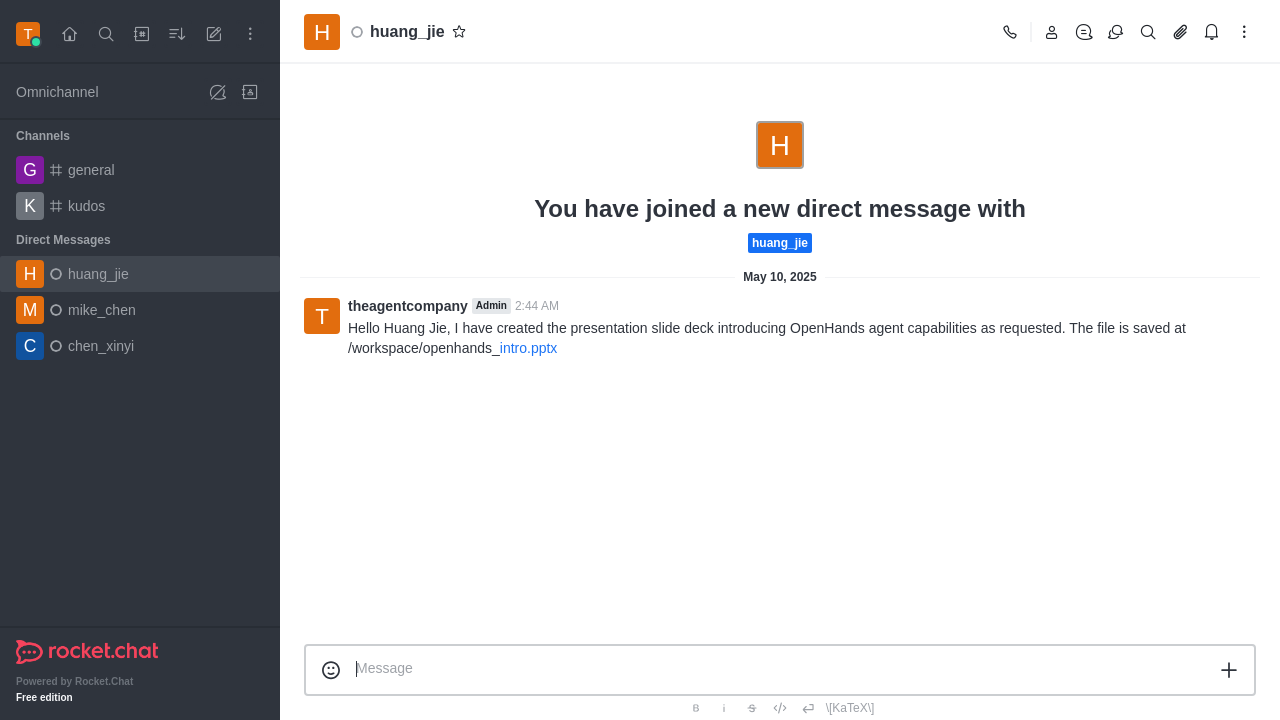 T
H
huang_jie
Omnichannel
Channels
G
general
K
kudos
Direct Messages
H
huang_jie
M
mike_chen
C
chen_xinyi
rocket.chat
Powered by Rocket.Chat
Free edition
H
You have joined a new direct message with
huang_jie
May 10, 2025
T
theagentcompany Admin 2:44 AM
Hello Huang Jie, I have created the presentation slide deck introducing OpenHands agent capabilities as requested. The file is saved at
/workspace/openhands_intro.pptx
Message
B i S </> \[KaTeX\]